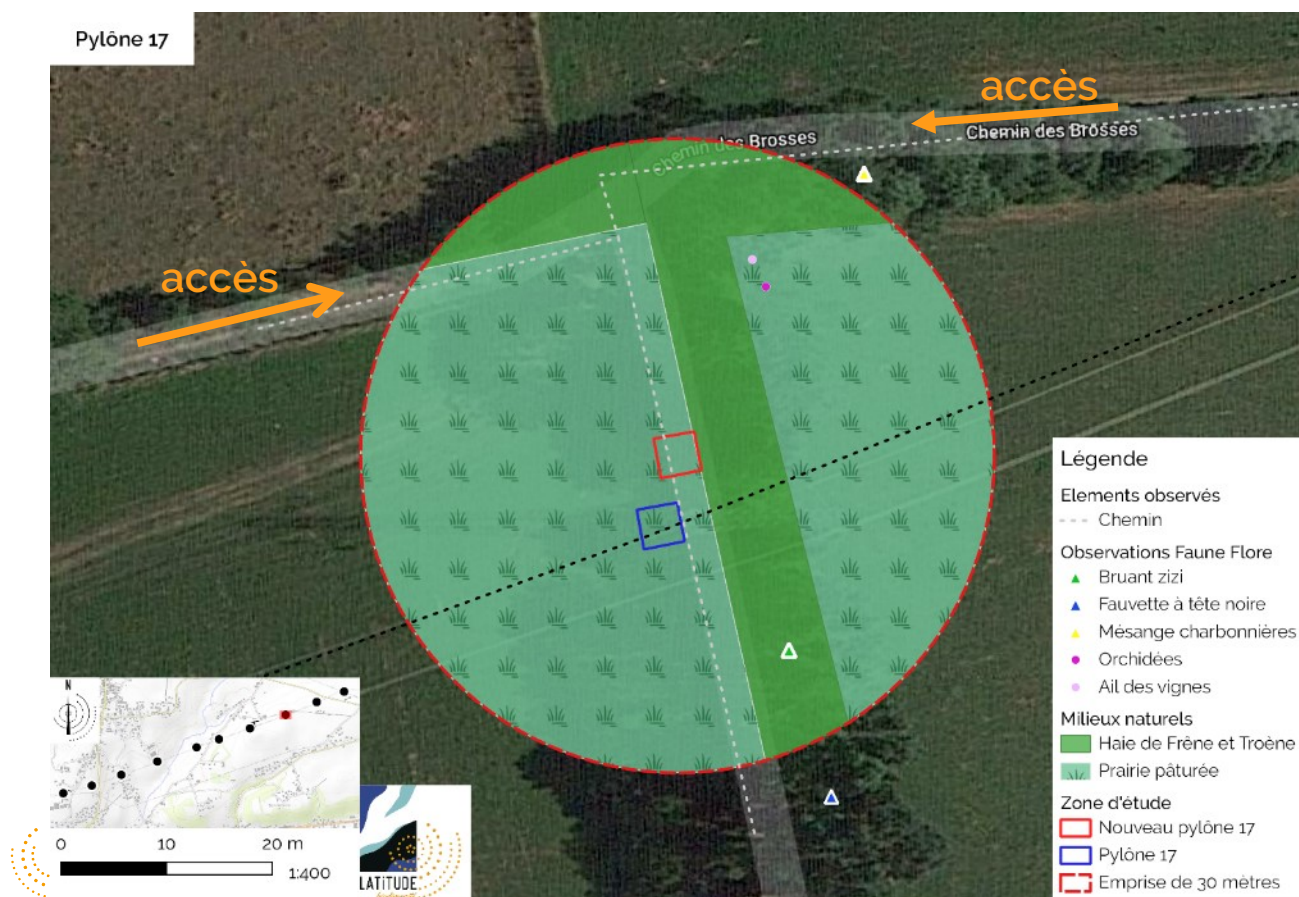 Pylône 17
accès
Chemin des Brosses
Chemin des Brosses
accès
Légende
Elements observés
Chemin
Observations Faune Flore
Bruant zizi
Fauvette à tête noire
Mésange charbonnières
Orchidées
Ail des vignes
Milieux naturels
Haie de Frêne et Troène
Prairie pâturée
Zone d'étude
Nouveau pylône 17
Pylône 17
Emprise de 30 mètres
N
0 10 20 m
1:400
LATITUDE